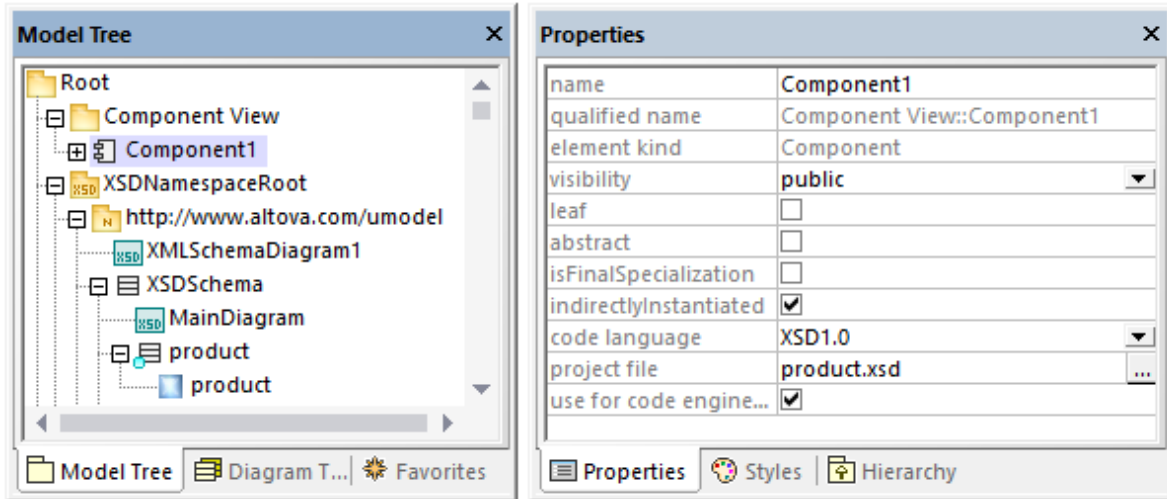 Model Tree
Root
Component View
Component1
XSDNamespaceRoot
http://www.altova.com/umodel
XMLSchemaDiagram1
XSDSchema
MainDiagram
product
product
Model Tree Diagram T... Favorites
Properties
name Component1
qualified name Component View::Component1
element kind Component
visibility public
leaf
abstract
isFinalSpecialization
indirectlyInstantiated
code language XSD1.0
project file product.xsd ...
use for code engine...
Properties Styles Hierarchy